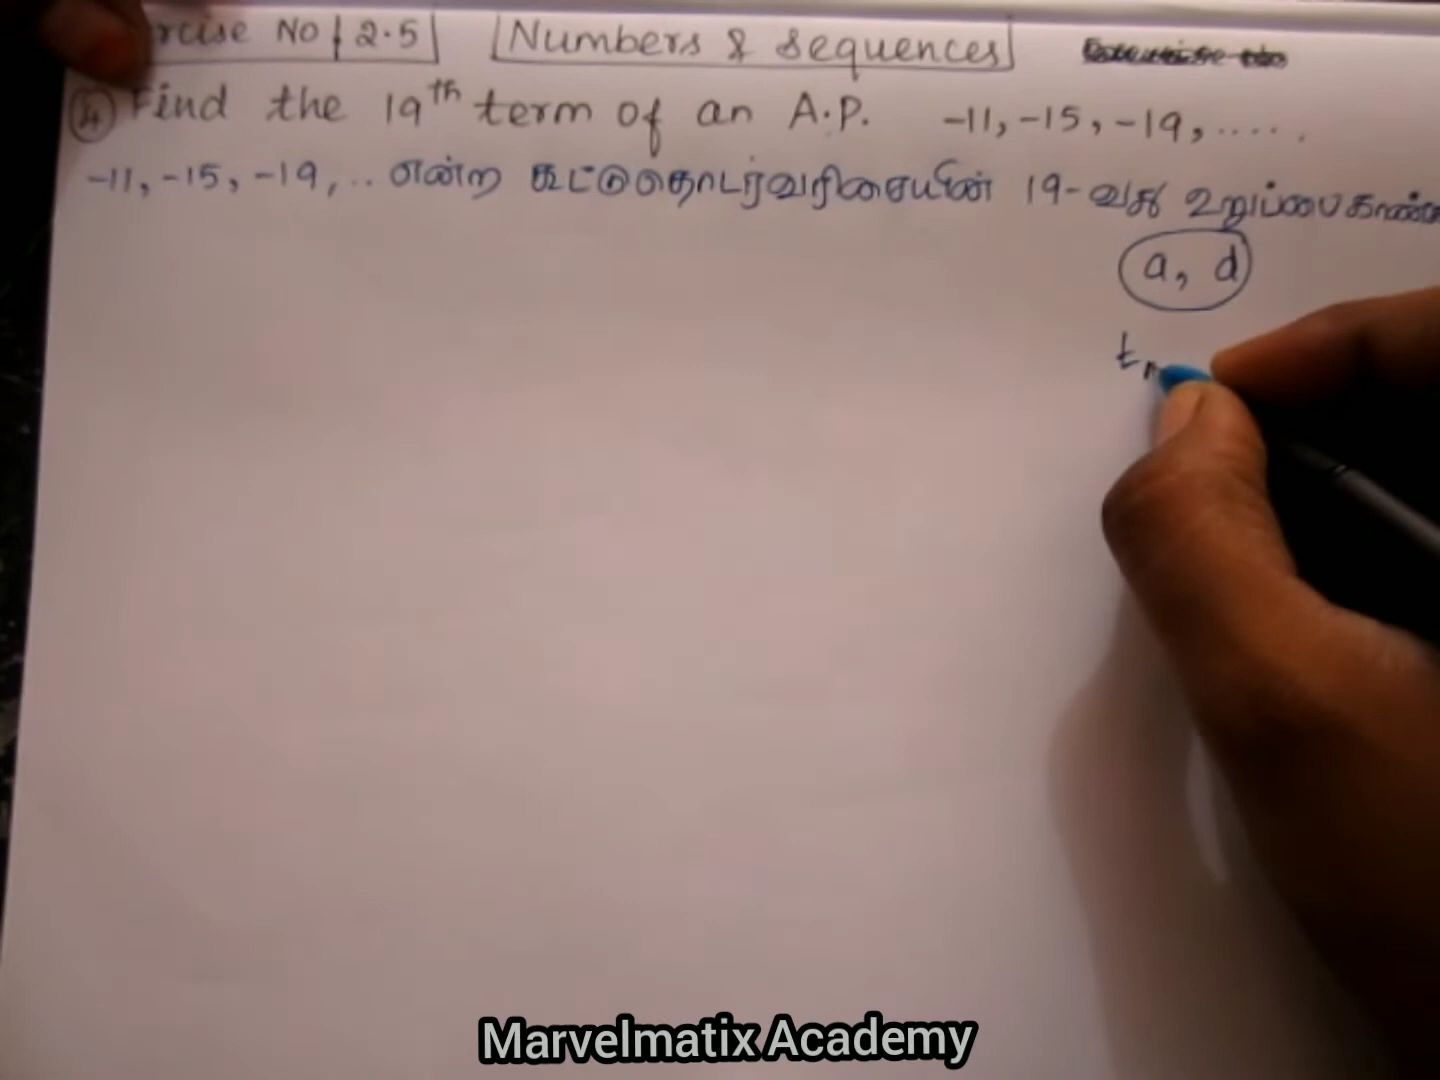 rcise No 2.5 Numbers & Sequences
4 Find the 19th term of an A.P. -11, -15, -19, .....
-11, -15, -19, .. என்ற கூட்டுதொடர்வரிசையின் 19-வது உறுப்பை காண்க
a, d
tn
Marvelmatix Academy